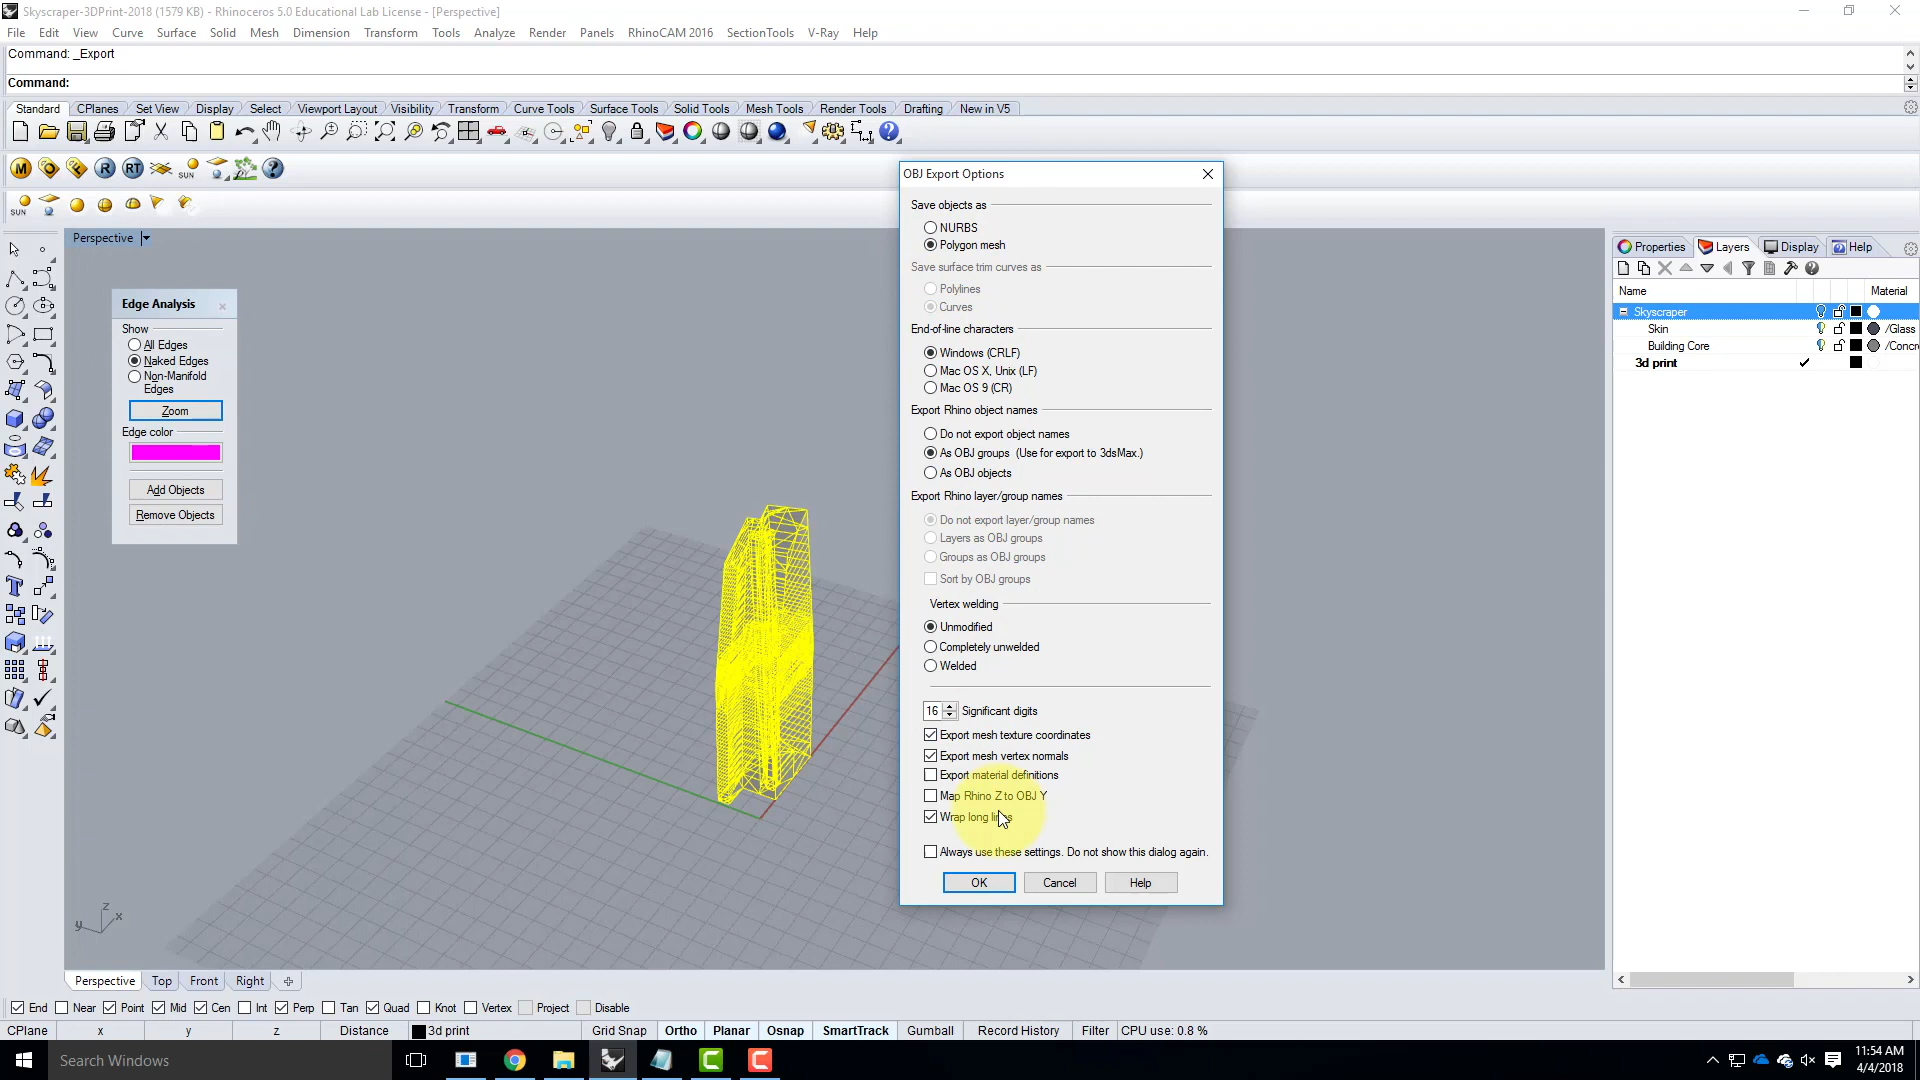 Skyscraper-3DPrint-2018 (1579 KB) - Rhinoceros 5.0 Educational Lab License - [Perspective]
File Edit View Curve Surface Solid Mesh Dimension Transform Tools Analyze Render Panels RhinoCAM 2016 SectionTools V-Ray Help
Command: _Export
Command:
Standard CPlanes Set View Display Select Viewport Layout Visibility Transform Curve Tools Surface Tools Solid Tools Mesh Tools Render Tools Drafting New in V5
M O R RT SUN
SUN
Perspective
Edge Analysis
Show
All Edges
Naked Edges
Non-Manifold
Edges
Zoom
Edge color
Add Objects
Remove Objects
OBJ Export Options
Save objects as
NURBS
Polygon mesh
Save surface trim curves as
Polylines
Curves
End-of-line characters
Windows (CRLF)
Mac OS X, Unix (LF)
Mac OS 9 (CR)
Export Rhino object names
Do not export object names
As OBJ groups (Use for export to 3dsMax.)
As OBJ objects
Export Rhino layer/group names
Do not export layer/group names
Layers as OBJ groups
Groups as OBJ groups
Sort by OBJ groups
Vertex welding
Unmodified
Completely unwelded
Welded
16 Significant digits
Export mesh texture coordinates
Export mesh vertex normals
Export material definitions
Map Rhino Z to OBJ Y
Wrap long lines
Always use these settings. Do not show this dialog again.
OK Cancel Help
Properties Layers Display Help
Name Material
Skyscraper
Skin /Glass
Building Core /Concr
3d print
z
y x
Perspective Top Front Right
End Near Point Mid Cen Int Perp Tan Quad Knot Vertex Project Disable
CPlane x y z Distance 3d print Grid Snap Ortho Planar Osnap SmartTrack Gumball Record History Filter CPU use: 0.8 %
Search Windows
11:54 AM
4/4/2018